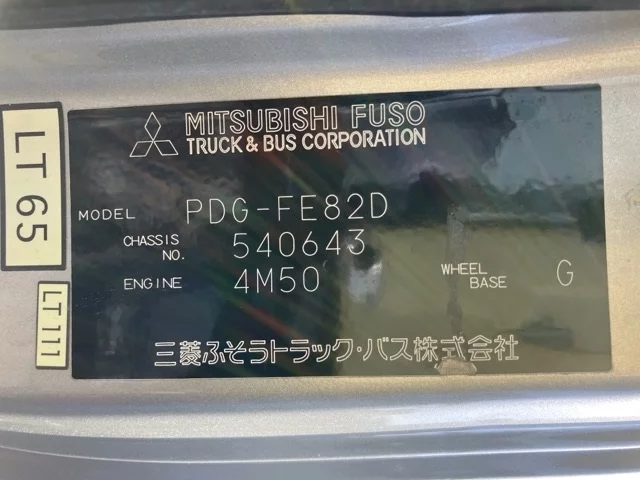 MITSUBISHI FUSO
TRUCK & BUS CORPORATION
LT 65
MODEL PDG-FE82D
CHASSIS NO. 540643
ENGINE 4M50
WHEEL BASE G
LT111
三菱ふそうトラック・バス株式会社